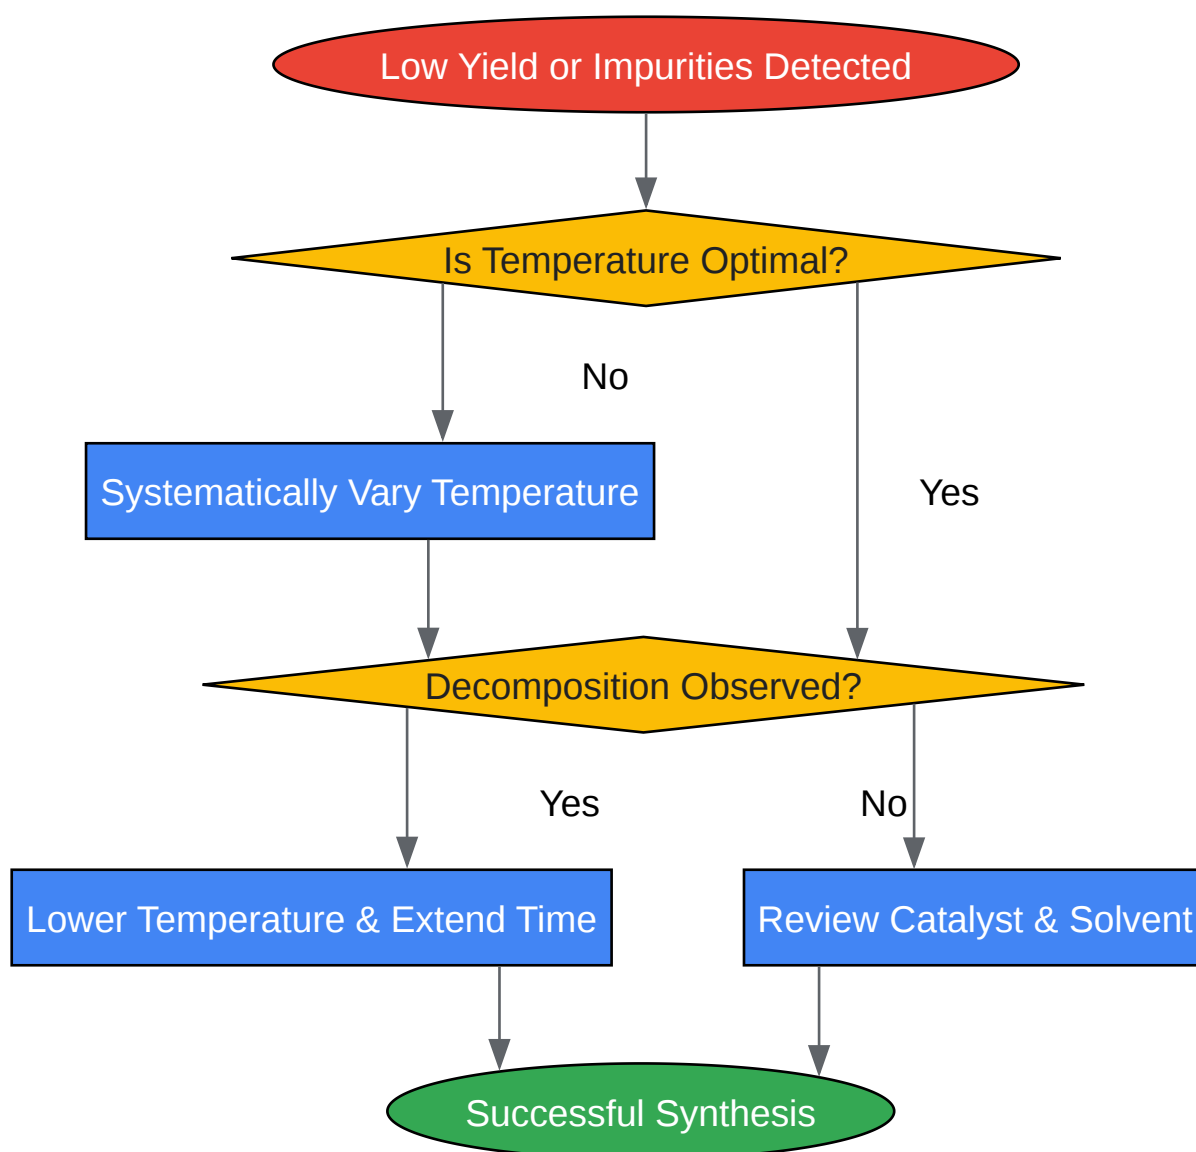 Low Yield or Impurities Detected
Is Temperature Optimal?
No
Systematically Vary Temperature
Yes
Decomposition Observed?
Yes
No
Lower Temperature & Extend Time
Review Catalyst & Solvent
Successful Synthesis